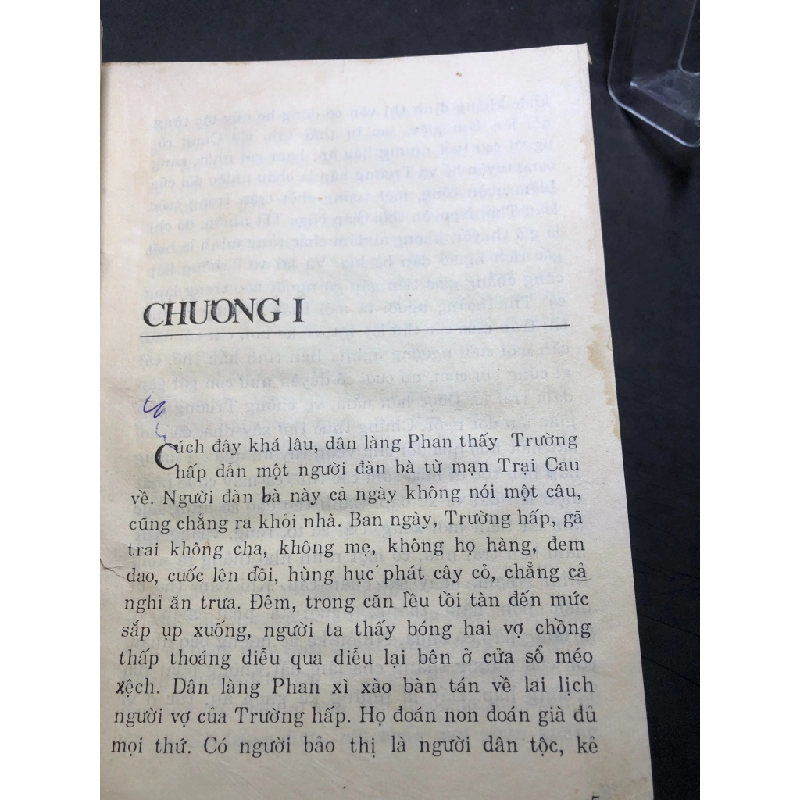 CHƯƠNG I
Cách đây khá lâu, dân làng Phan thấy Trường
hấp dẫn một người đàn bà từ mạn Trại Cau
về. Người đàn bà này cả ngày không nói một câu,
cũng chẳng ra khỏi nhà. Ban ngày, Trường hấp, gã
trai không cha, không mẹ, không họ hàng, đem
dao, cuốc lên đồi, hùng hục phát cây cỏ, chẳng cả
nghỉ ăn trưa. Đêm, trong căn lều tồi tàn đến mức
sắp ụp xuống, người ta thấy bóng hai vợ chồng
thấp thoáng diễu qua diễu lại bên ở cửa sổ méo
xệch. Dân làng Phan xì xào bàn tán về lai lịch
người vợ của Trường hấp. Họ đoán non đoán già đủ
mọi thứ. Có người bảo thị là người dân tộc, kẻ
5